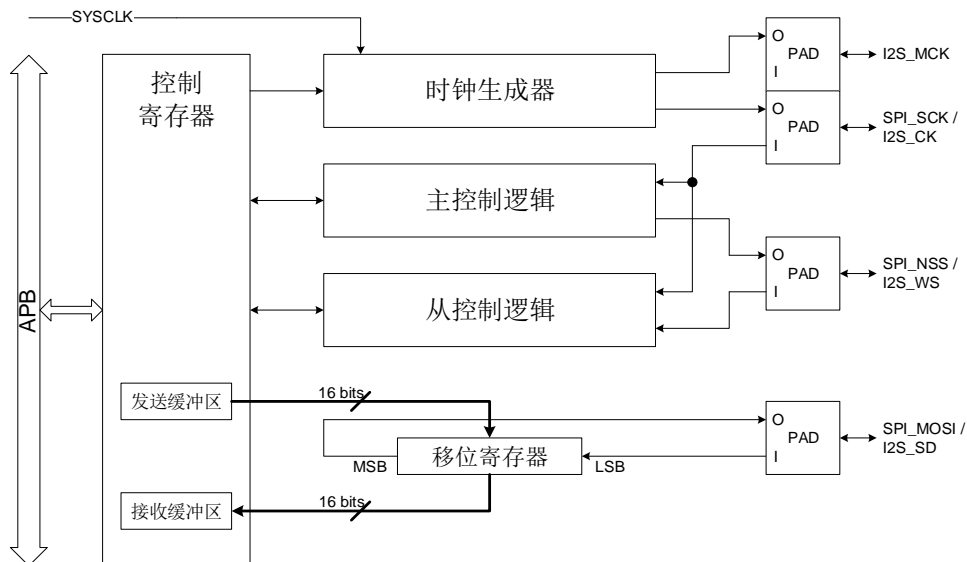 SYSCLK
控制
寄存器
时钟生成器
O
PAD
I
I2S_MCK
O
PAD
I
SPI_SCK /
I2S_CK
主控制逻辑
O
PAD
I
SPI_NSS /
I2S_WS
从控制逻辑
APB
发送缓冲区
16 bits
O
PAD
I
SPI_MOSI /
I2S_SD
MSB
移位寄存器
LSB
接收缓冲区
16 bits